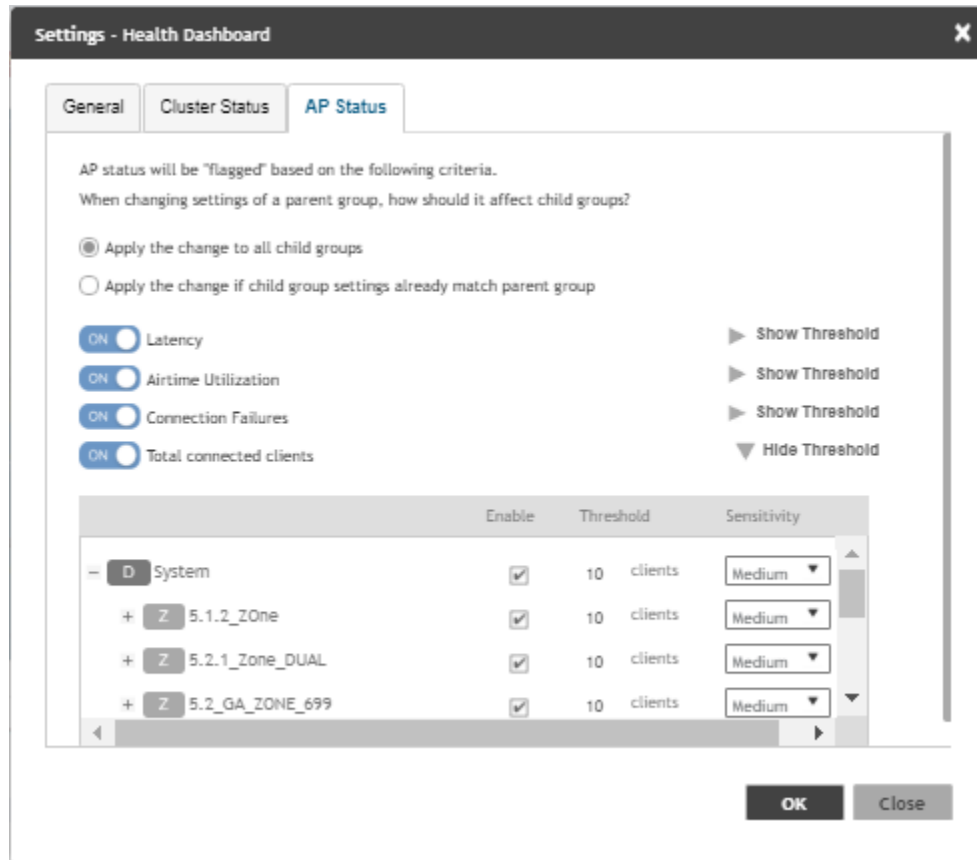 Settings - Health Dashboard
General Cluster Status AP Status
AP status will be "flagged" based on the following criteria.
When changing settings of a parent group, how should it affect child groups?
Apply the change to all child groups
Apply the change if child group settings already match parent group
ON Latency Show Threshold
ON Airtime Utilization Show Threshold
ON Connection Failures Show Threshold
ON Total connected clients Hide Threshold
Enable Threshold Sensitivity
D System 10 clients Medium
Z 5.1.2_ZOne 10 clients Medium
Z 5.2.1_Zone_DUAL 10 clients Medium
Z 5.2_GA_ZONE_699 10 clients Medium
OK Close